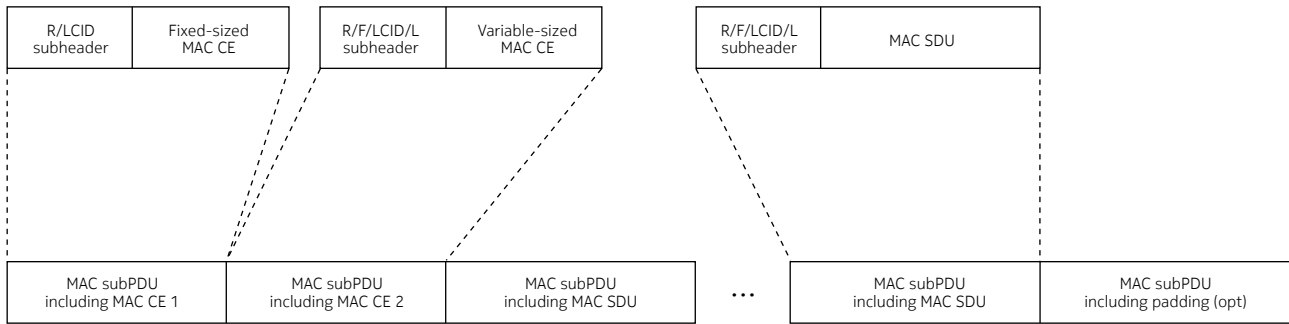 R/LCID
subheader
Fixed-sized
MAC CE
R/F/LCID/L
subheader
Variable-sized
MAC CE
R/F/LCID/L
subheader
MAC SDU
MAC subPDU
including MAC CE 1
MAC subPDU
including MAC CE 2
MAC subPDU
including MAC SDU
...
MAC subPDU
including MAC SDU
MAC subPDU
including padding (opt)